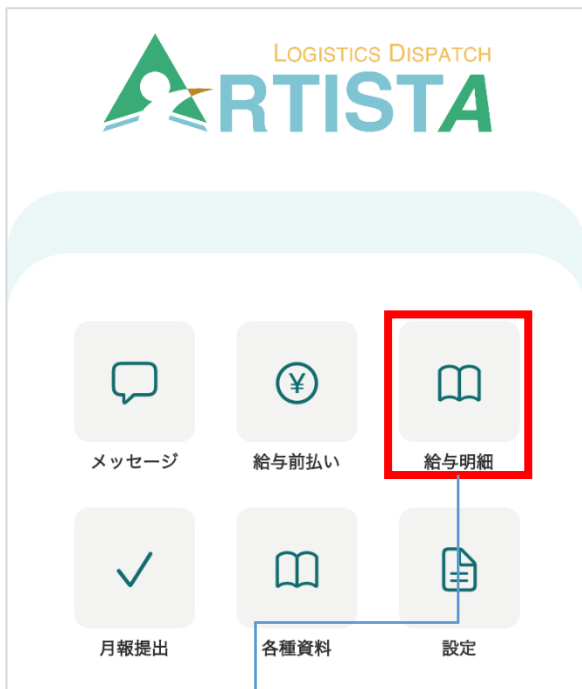 LOGISTICS DISPATCH
ARTISTA
メッセージ
給与前払い
給与明細
月報提出
各種資料
設定